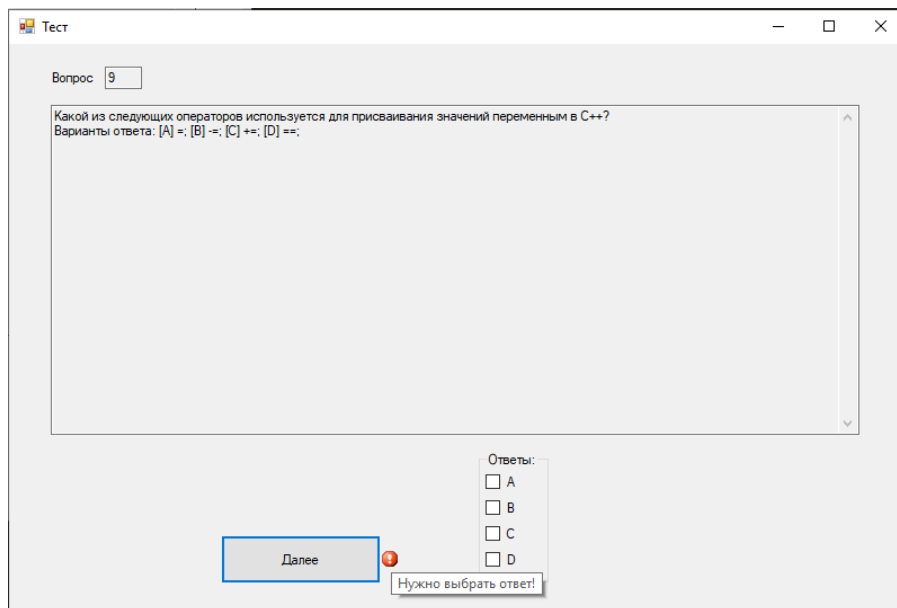 Тест
Вопрос 9
Какой из следующих операторов используется для присваивания значений переменным в C++?
Варианты ответа: [A] =; [B] -=; [C] +=; [D] ==;
Ответы:
A
B
C
D
Далее
Нужно выбрать ответ!